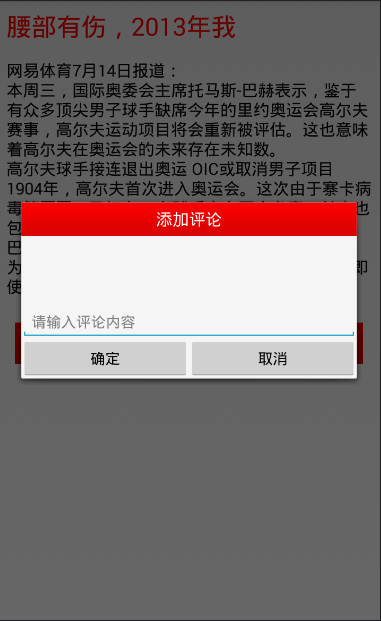 腰部有伤，2013年我
网易体育7月14日报道：
本周三，国际奥委会主席托马斯-巴赫表示，鉴于
有众多顶尖男子球手缺席今年的里约奥运会高尔夫
赛事，高尔夫运动项目将会重新被评估。这也意味
着高尔夫在奥运会的未来存在未知数。
高尔夫球手接连退出奥运 OIC或取消男子项目
1904年，高尔夫首次进入奥运会。这次由于寨卡病
包
巴
为
即
使
添加评论
请输入评论内容
确定
取消